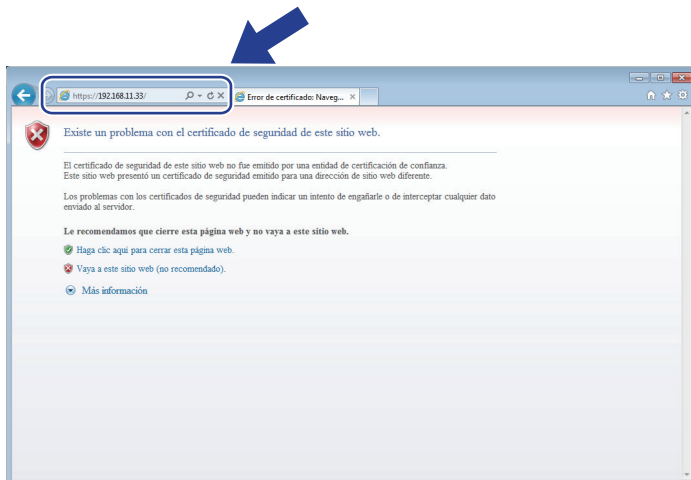 https://192.168.11.33/
Error de certificado: Naveg...
Existe un problema con el certificado de seguridad de este sitio web.
El certificado de seguridad de este sitio web no fue emitido por una entidad de certificación de confianza.
Este sitio web presentó un certificado de seguridad emitido para una dirección de sitio web diferente.
Los problemas con los certificados de seguridad pueden indicar un intento de engañarle o de interceptar cualquier dato
enviado al servidor.
Le recomendamos que cierre esta página web y no vaya a este sitio web.
Haga clic aquí para cerrar esta página web.
Vaya a este sitio web (no recomendado).
Más información